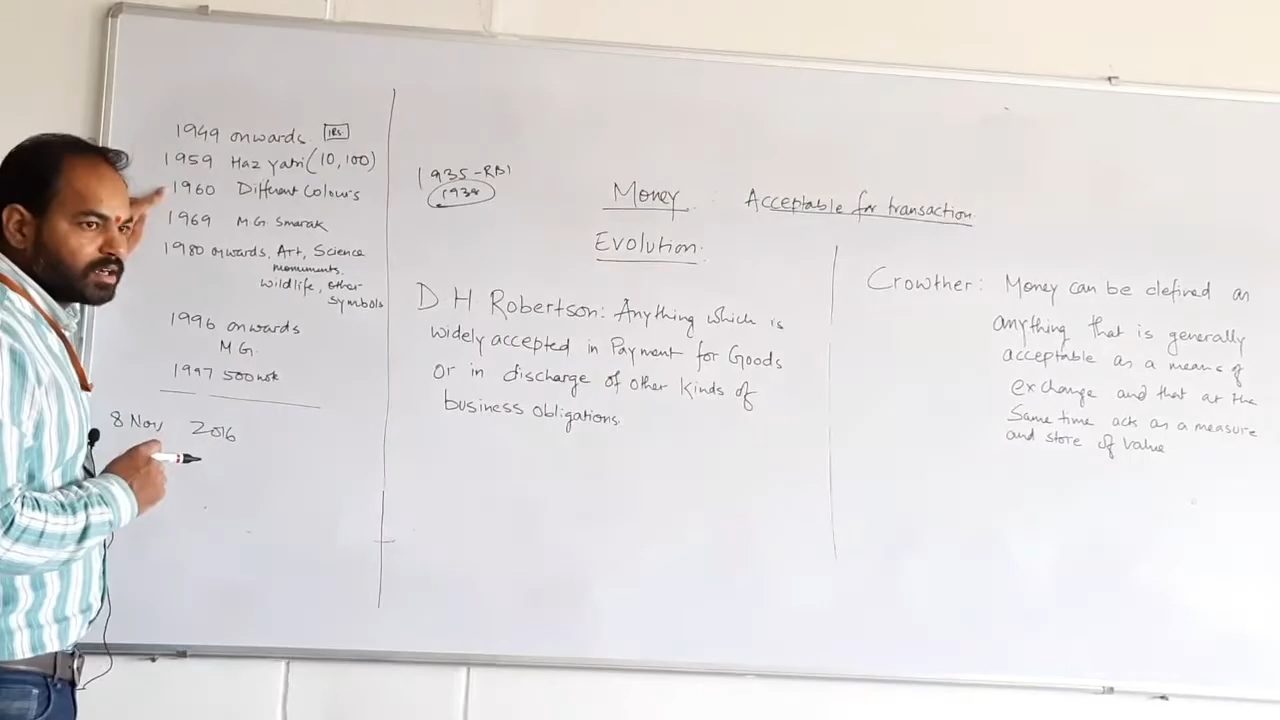 1949 onwards. 1Rs.
1959 Haz yatri (10,100)
1960 Different Colours
1969 M.G. Smarak
1980 onwards. Art, Science
monuments.
wildlife, other
symbols
1996 onwards
M.G.
1997 500
8 Nov, 2016
1935-RBI
1938
Money : Acceptable for transaction.
Evolution.
D H Robertson: Anything which is
widely accepted in Payment for Goods
or in discharge of other kinds of
business obligations.
Crowther: Money can be defined as
anything that is generally
acceptable as a means of
exchange and that at the
Same time acts as a measure
and store of value